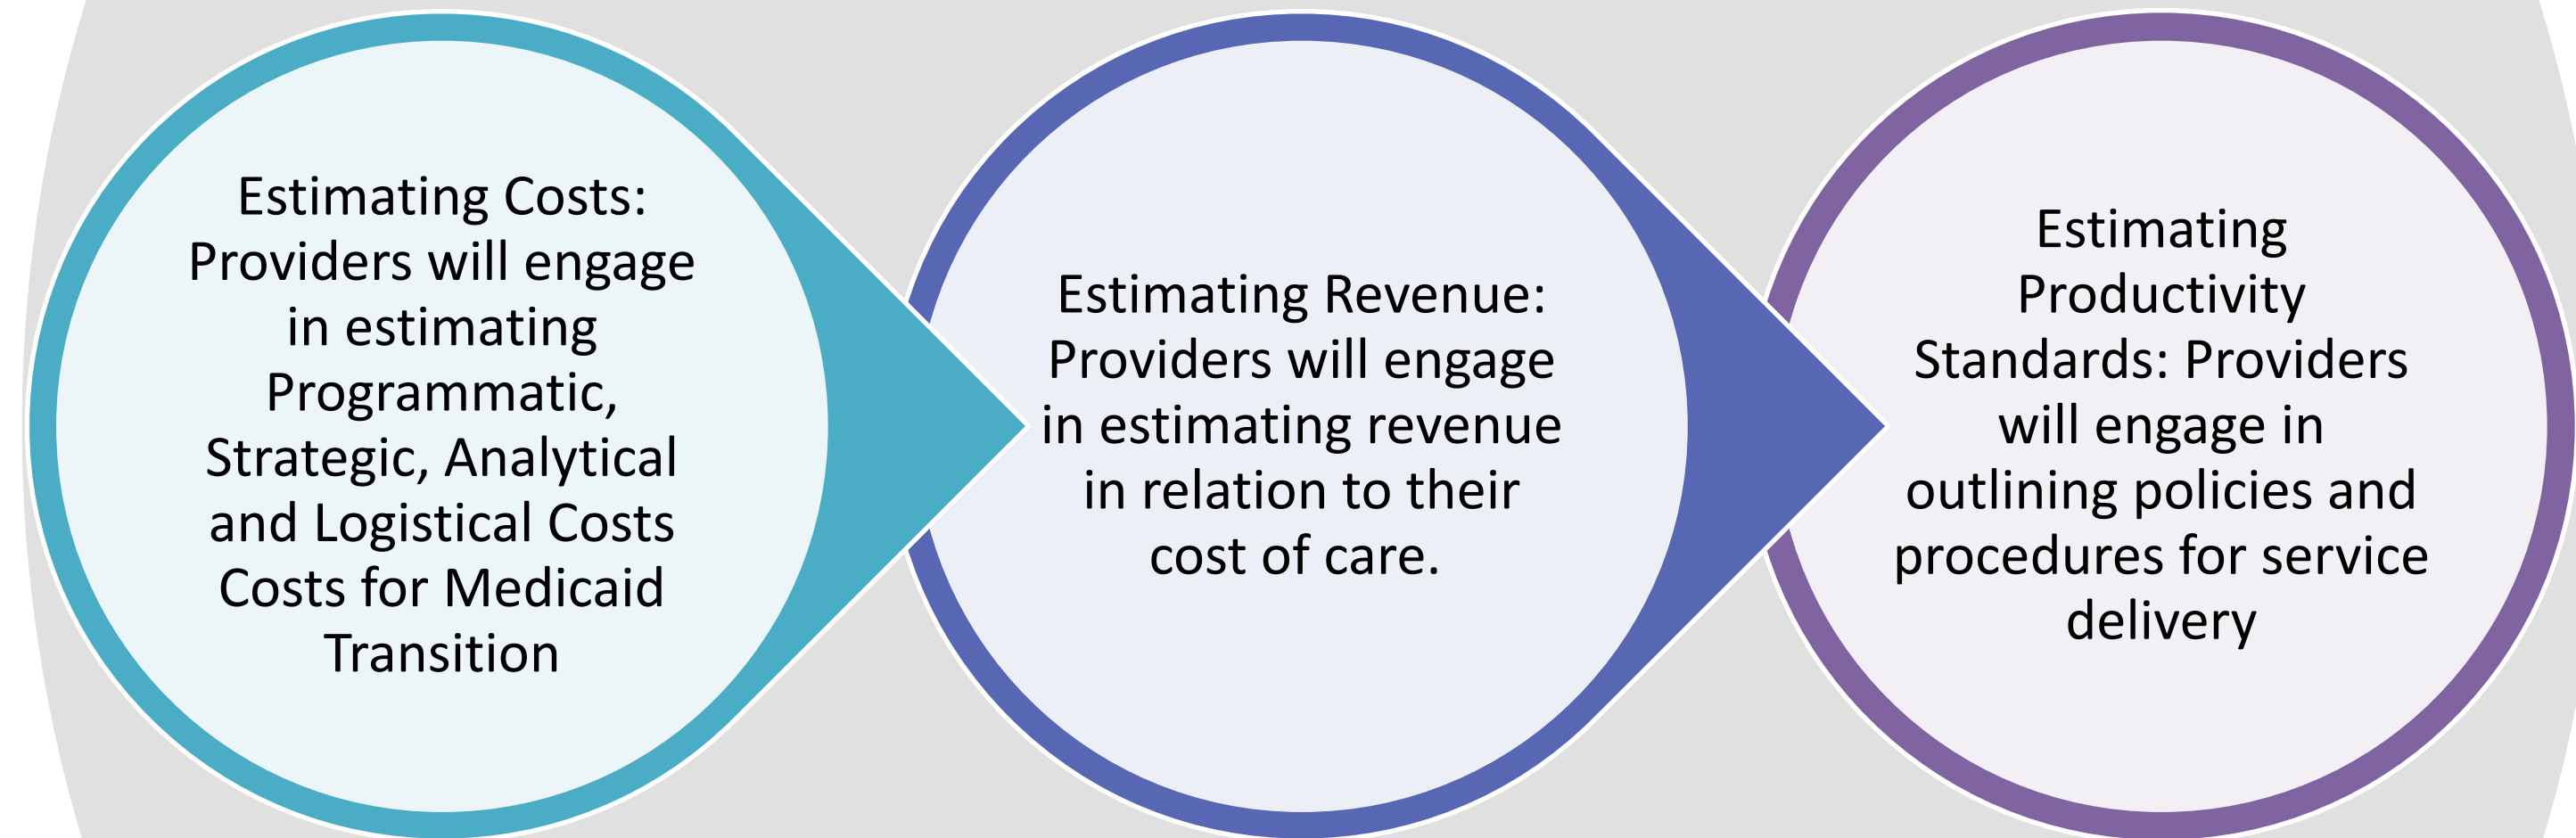 Estimating Costs:
Providers will engage
in estimating
Programmatic,
Strategic, Analytical
and Logistical Costs
Costs for Medicaid
Transition
Estimating Revenue:
Providers will engage
in estimating revenue
in relation to their
cost of care.
Estimating
Productivity
Standards: Providers
will engage in
outlining policies and
procedures for service
delivery